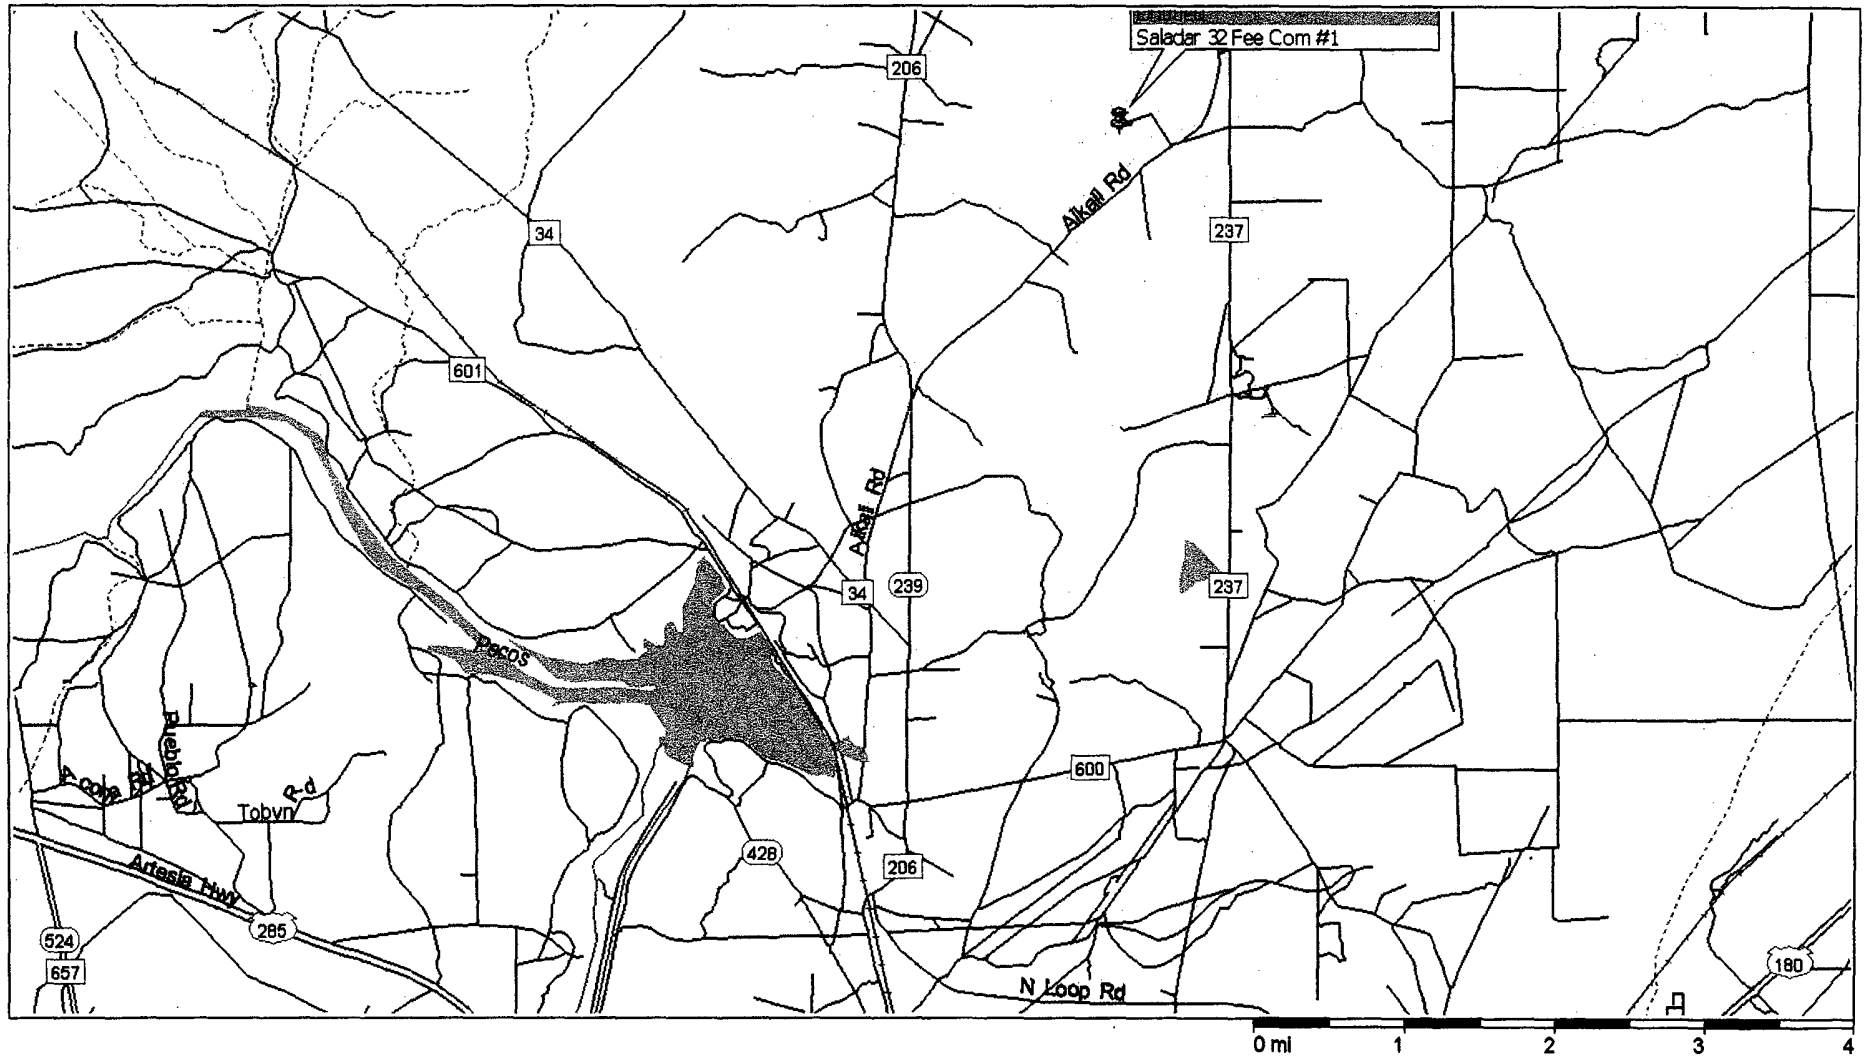 Saladar 32 Fee Com #1
206
Alkali Rd
34
237
601
Alkali Rd
34
239
237
Pecos
Pueblo Rd
Acoma Rd
Tobyn Rd
600
Artesia Hwy
428
206
285
524
657
N Loop Rd
180
0 mi 1 2 3 4